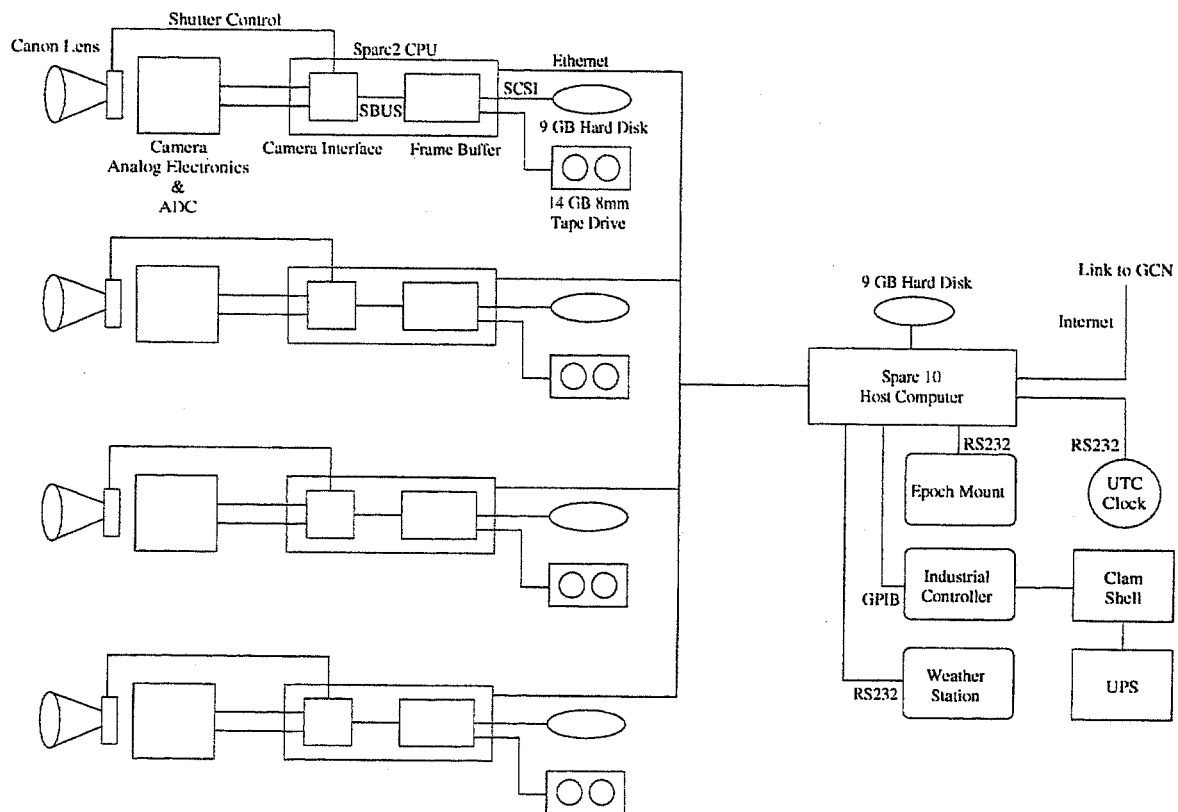 Shutter Control
Canon Lens
Sparc2 CPU
Ethernet
SCSI
SBUS
9 GB Hard Disk
Camera
Analog Electronics
&
ADC
Camera Interface
Frame Buffer
14 GB 8mm
Tape Drive
9 GB Hard Disk
Link to GCN
Internet
Sparc 10
Host Computer
RS232
RS232
Epoch Mount
UTC
Clock
GPIB
Industrial
Controller
Clam
Shell
RS232
Weather
Station
UPS